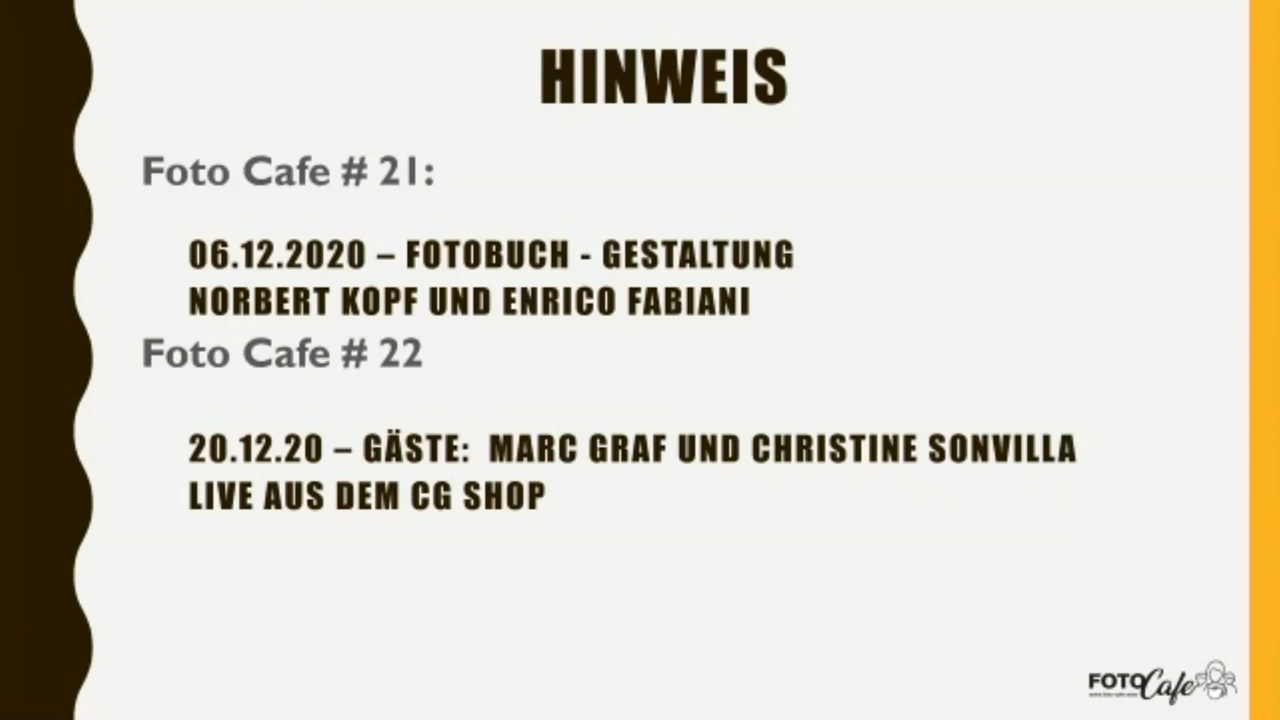 HINWEIS
Foto Cafe # 21:
06.12.2020 – FOTOBUCH - GESTALTUNG
NORBERT KOPF UND ENRICO FABIANI
Foto Cafe # 22
20.12.20 – GÄSTE: MARC GRAF UND CHRISTINE SONVILLA
LIVE AUS DEM CG SHOP
FOTO Cafe